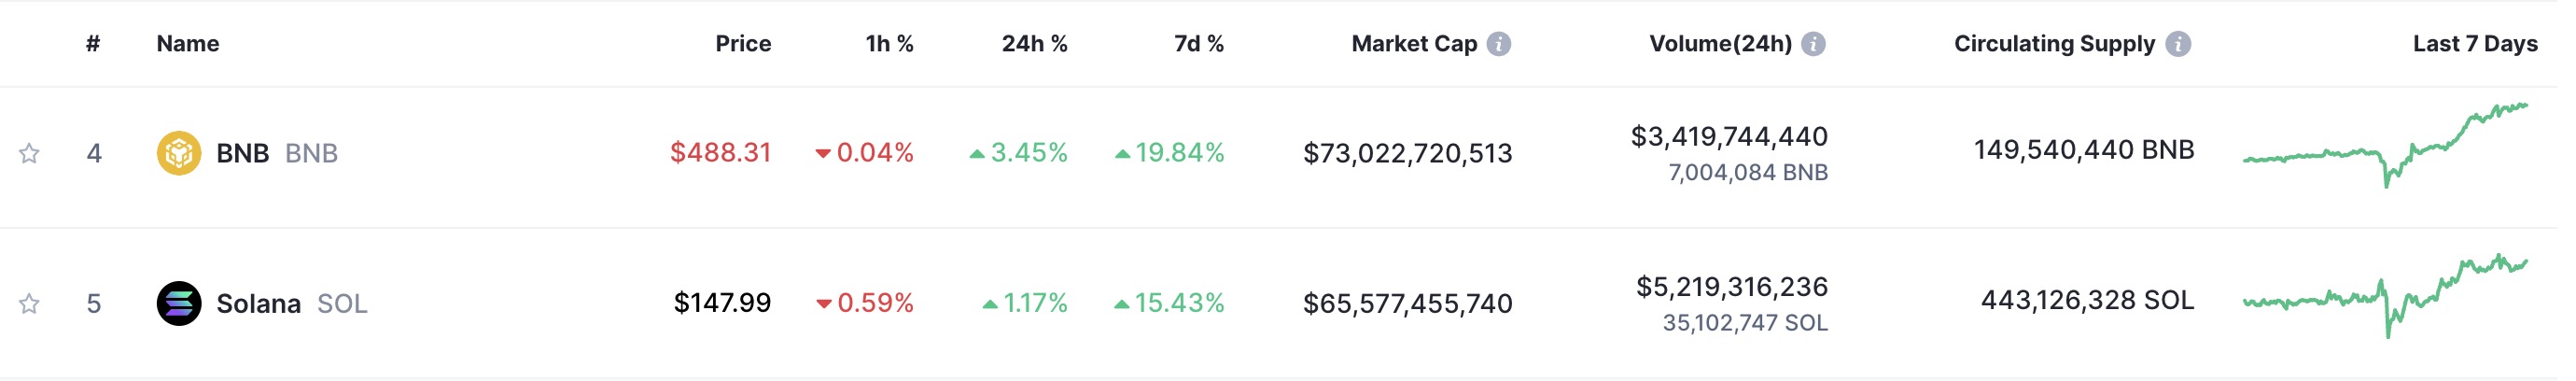 # Name Price 1h % 24h % 7d % Market Cap Volume(24h) Circulating Supply Last 7 Days
4 BNB BNB $488.31 0.04% 3.45% 19.84% $73,022,720,513 $3,419,744,440 149,540,440 BNB
7,004,084 BNB
5 Solana SOL $147.99 0.59% 1.17% 15.43% $65,577,455,740 $5,219,316,236 443,126,328 SOL
35,102,747 SOL